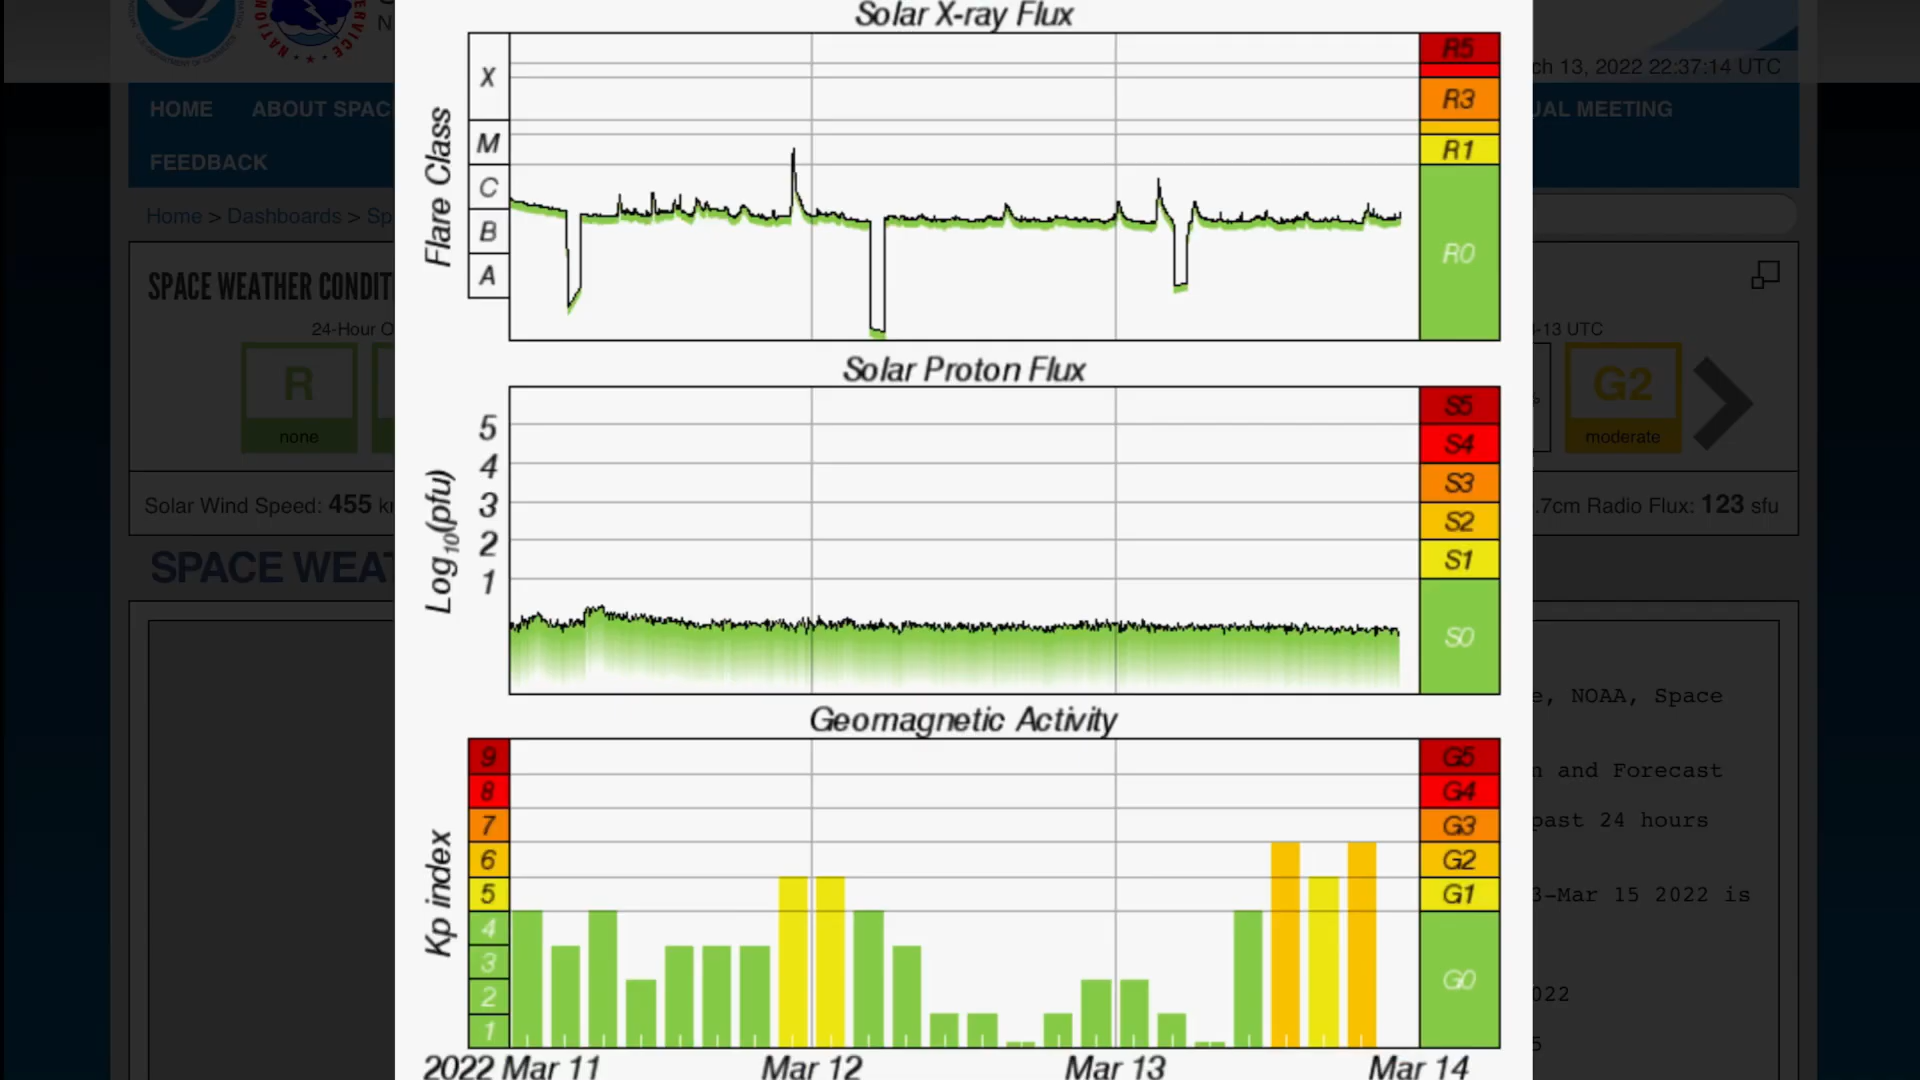 Solar X-ray Flux
X
M
C
B
A
Flare Class
R5
R3
R1
R0
ch 13, 2022 22:37:14 UTC
HOME
ABOUT SPAC
UAL MEETING
FEEDBACK
Home > Dashboards > Sp
SPACE WEATHER CONDIT
24-Hour O
-13 UTC
R
none
G2
moderate
Solar Wind Speed: 455 k
.7cm Radio Flux: 123 sfu
SPACE WEAT
Solar Proton Flux
5
4
3
2
1
Log10(pfu)
S5
S4
S3
S2
S1
S0
e, NOAA, Space
n and Forecast
past 24 hours
3-Mar 15 2022 is
022
5
Geomagnetic Activity
9
8
7
6
5
4
3
2
1
Kp index
G5
G4
G3
G2
G1
G0
2022 Mar 11
Mar 12
Mar 13
Mar 14